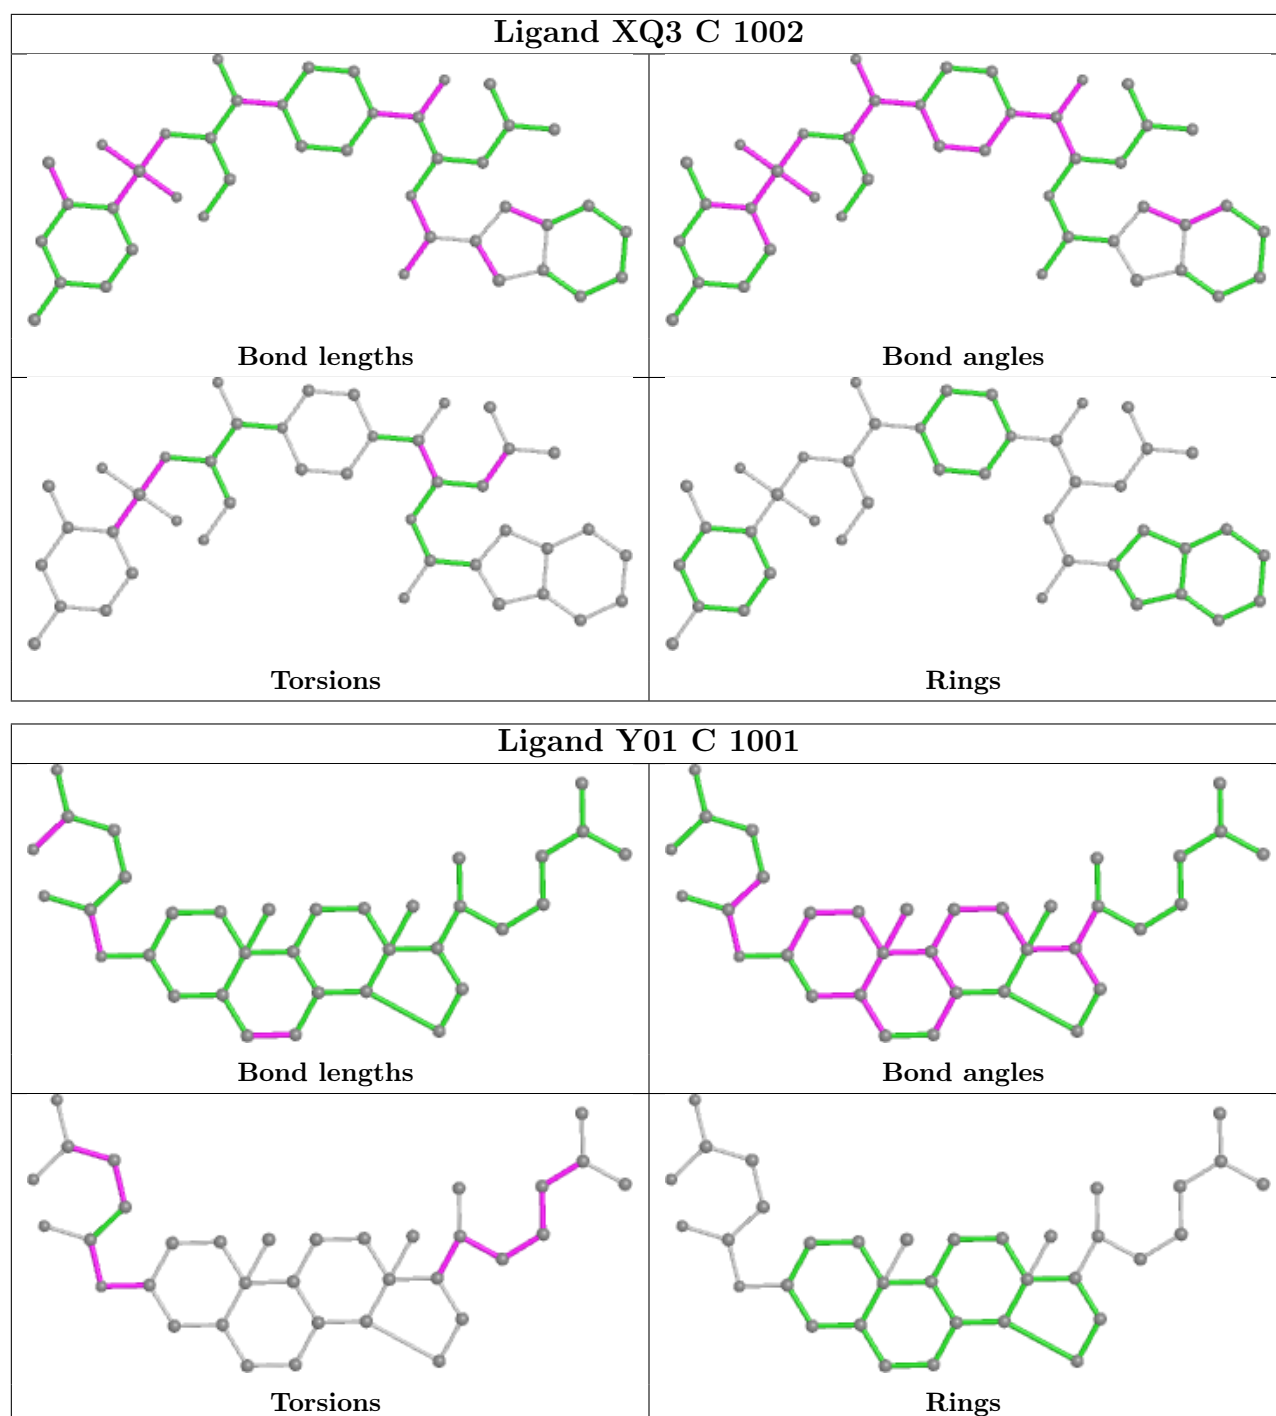 Ligand XQ3 C 1002
Bond lengths
Bond angles
Torsions
Rings
Ligand Y01 C 1001
Bond lengths
Bond angles
Torsions
Rings